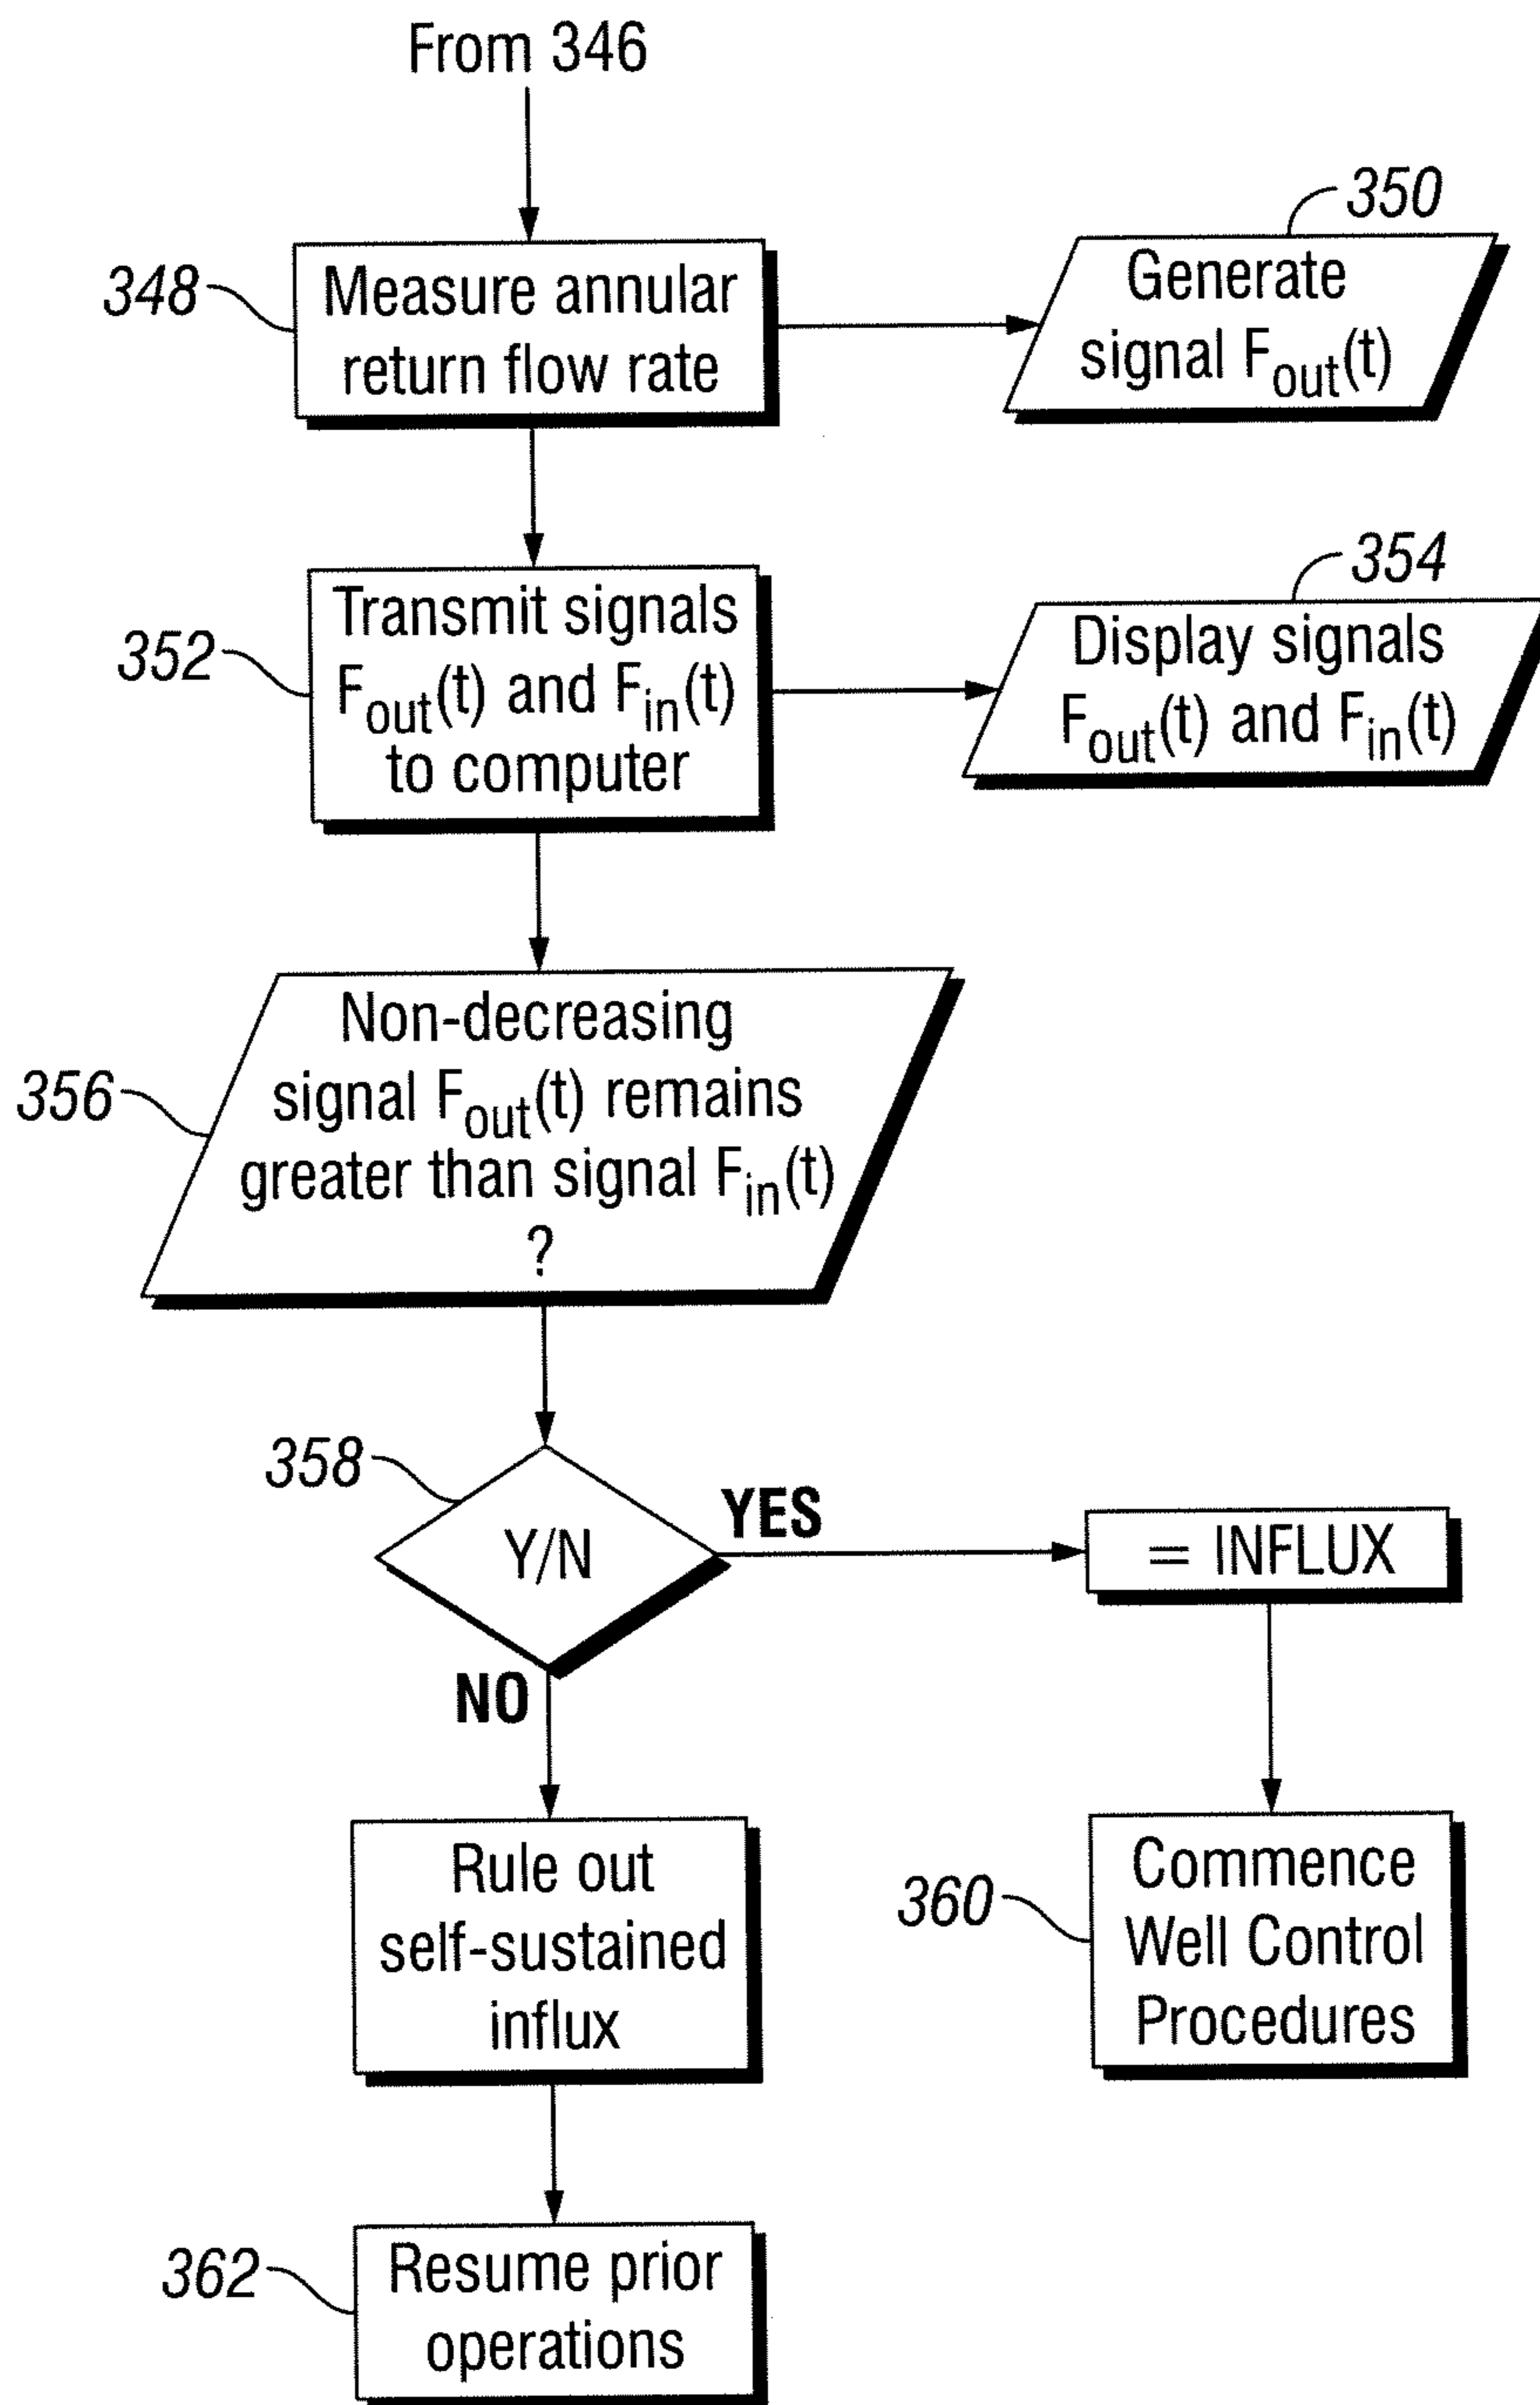 From 346
348
Measure annular
return flow rate
350
Generate
signal Fout(t)
352
Transmit signals
Fout(t) and Fin(t)
to computer
354
Display signals
Fout(t) and Fin(t)
356
Non-decreasing
signal Fout(t) remains
greater than signal Fin(t)
?
358
Y/N
YES
= INFLUX
NO
Rule out
self-sustained
influx
360
Commence
Well Control
Procedures
362
Resume prior
operations